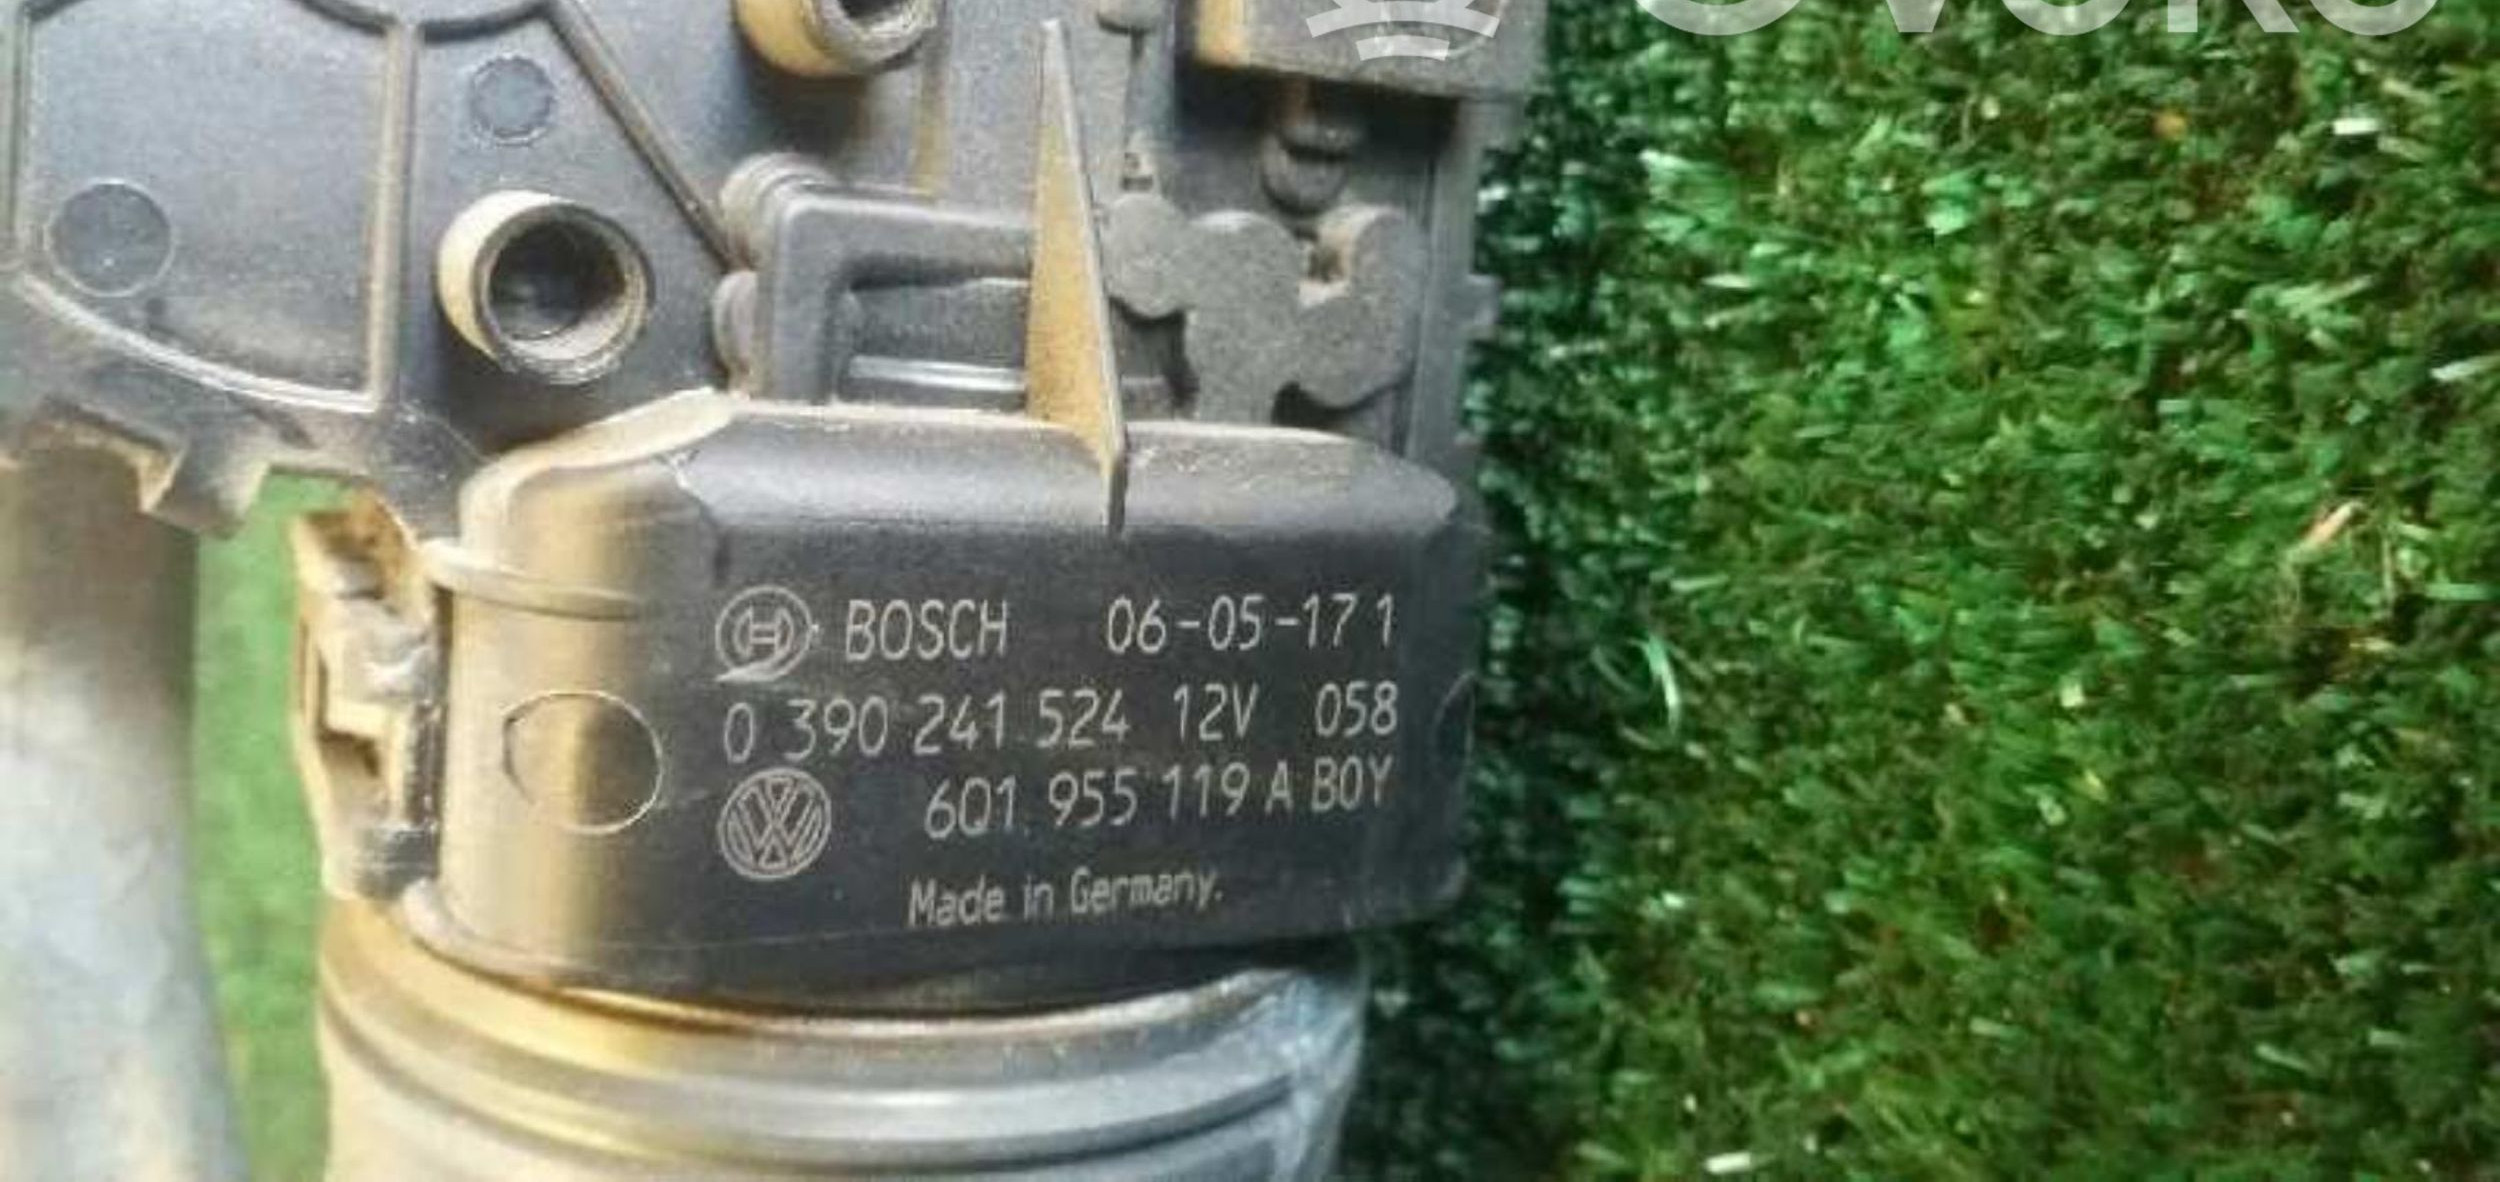 BOSCH 06-05-17 1
0 390 241 524 12V 058
6Q1 955 119 A B0Y
Made in Germany.